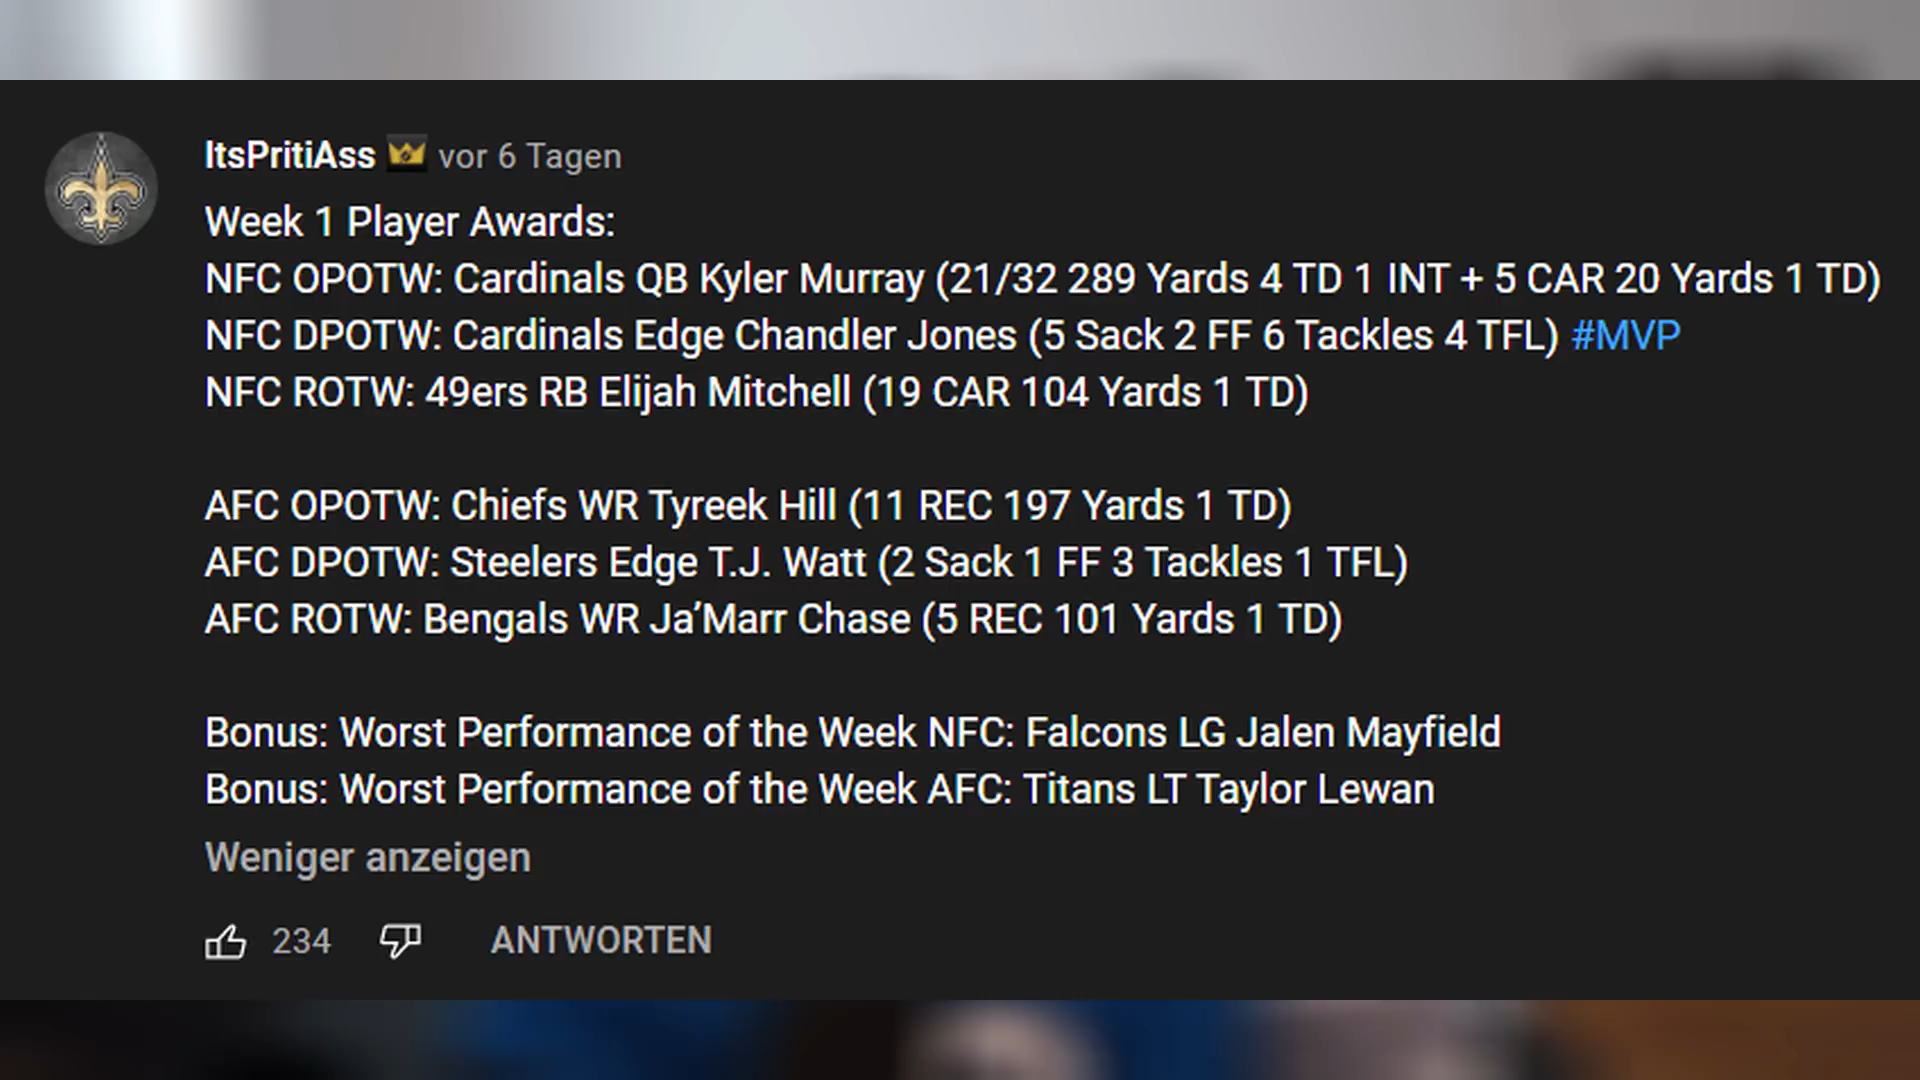 ItsPritiAss vor 6 Tagen
Week 1 Player Awards:
NFC OPOTW: Cardinals QB Kyler Murray (21/32 289 Yards 4 TD 1 INT + 5 CAR 20 Yards 1 TD)
NFC DPOTW: Cardinals Edge Chandler Jones (5 Sack 2 FF 6 Tackles 4 TFL) #MVP
NFC ROTW: 49ers RB Elijah Mitchell (19 CAR 104 Yards 1 TD)
AFC OPOTW: Chiefs WR Tyreek Hill (11 REC 197 Yards 1 TD)
AFC DPOTW: Steelers Edge T.J. Watt (2 Sack 1 FF 3 Tackles 1 TFL)
AFC ROTW: Bengals WR Ja’Marr Chase (5 REC 101 Yards 1 TD)
Bonus: Worst Performance of the Week NFC: Falcons LG Jalen Mayfield
Bonus: Worst Performance of the Week AFC: Titans LT Taylor Lewan
Weniger anzeigen
234 ANTWORTEN